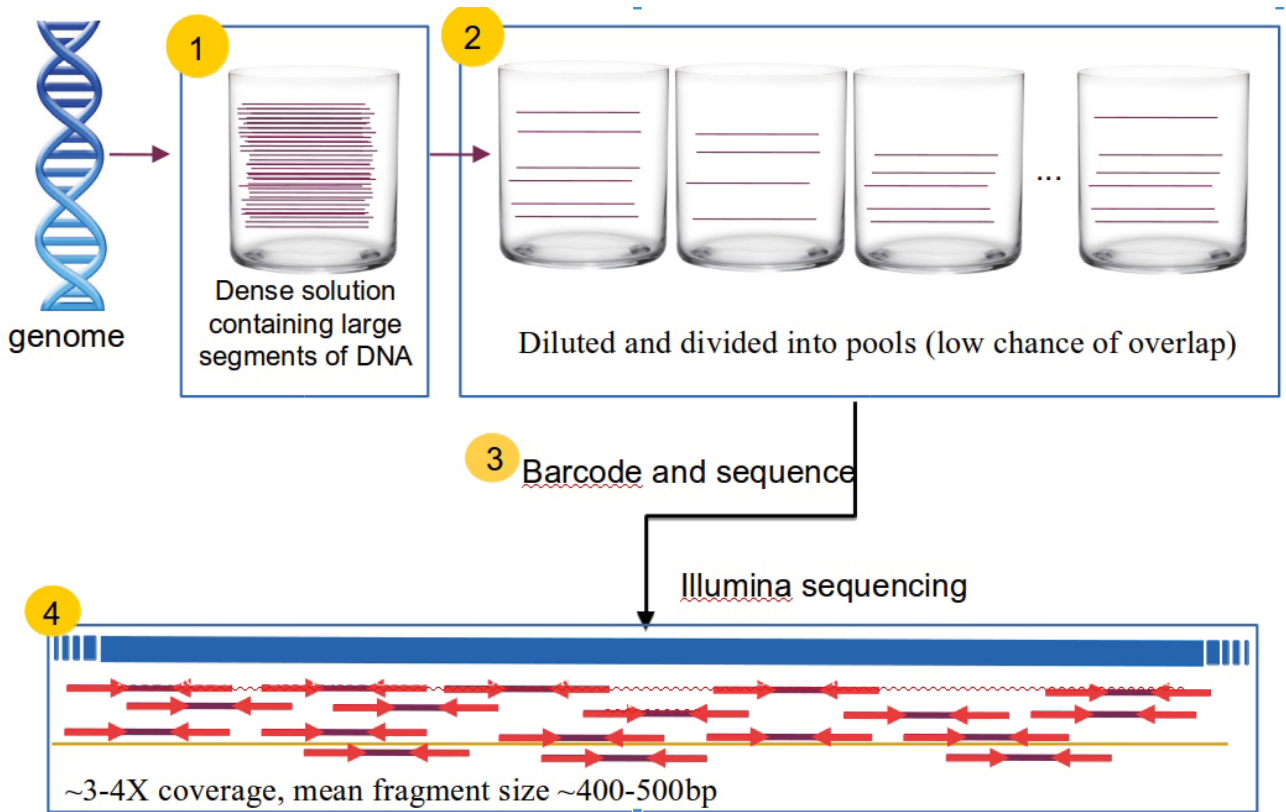 1
2
genome
Dense solution
containing large
segments of DNA
...
Diluted and divided into pools (low chance of overlap)
3
Barcode and sequence
Illumina sequencing
4
~3-4X coverage, mean fragment size ~400-500bp